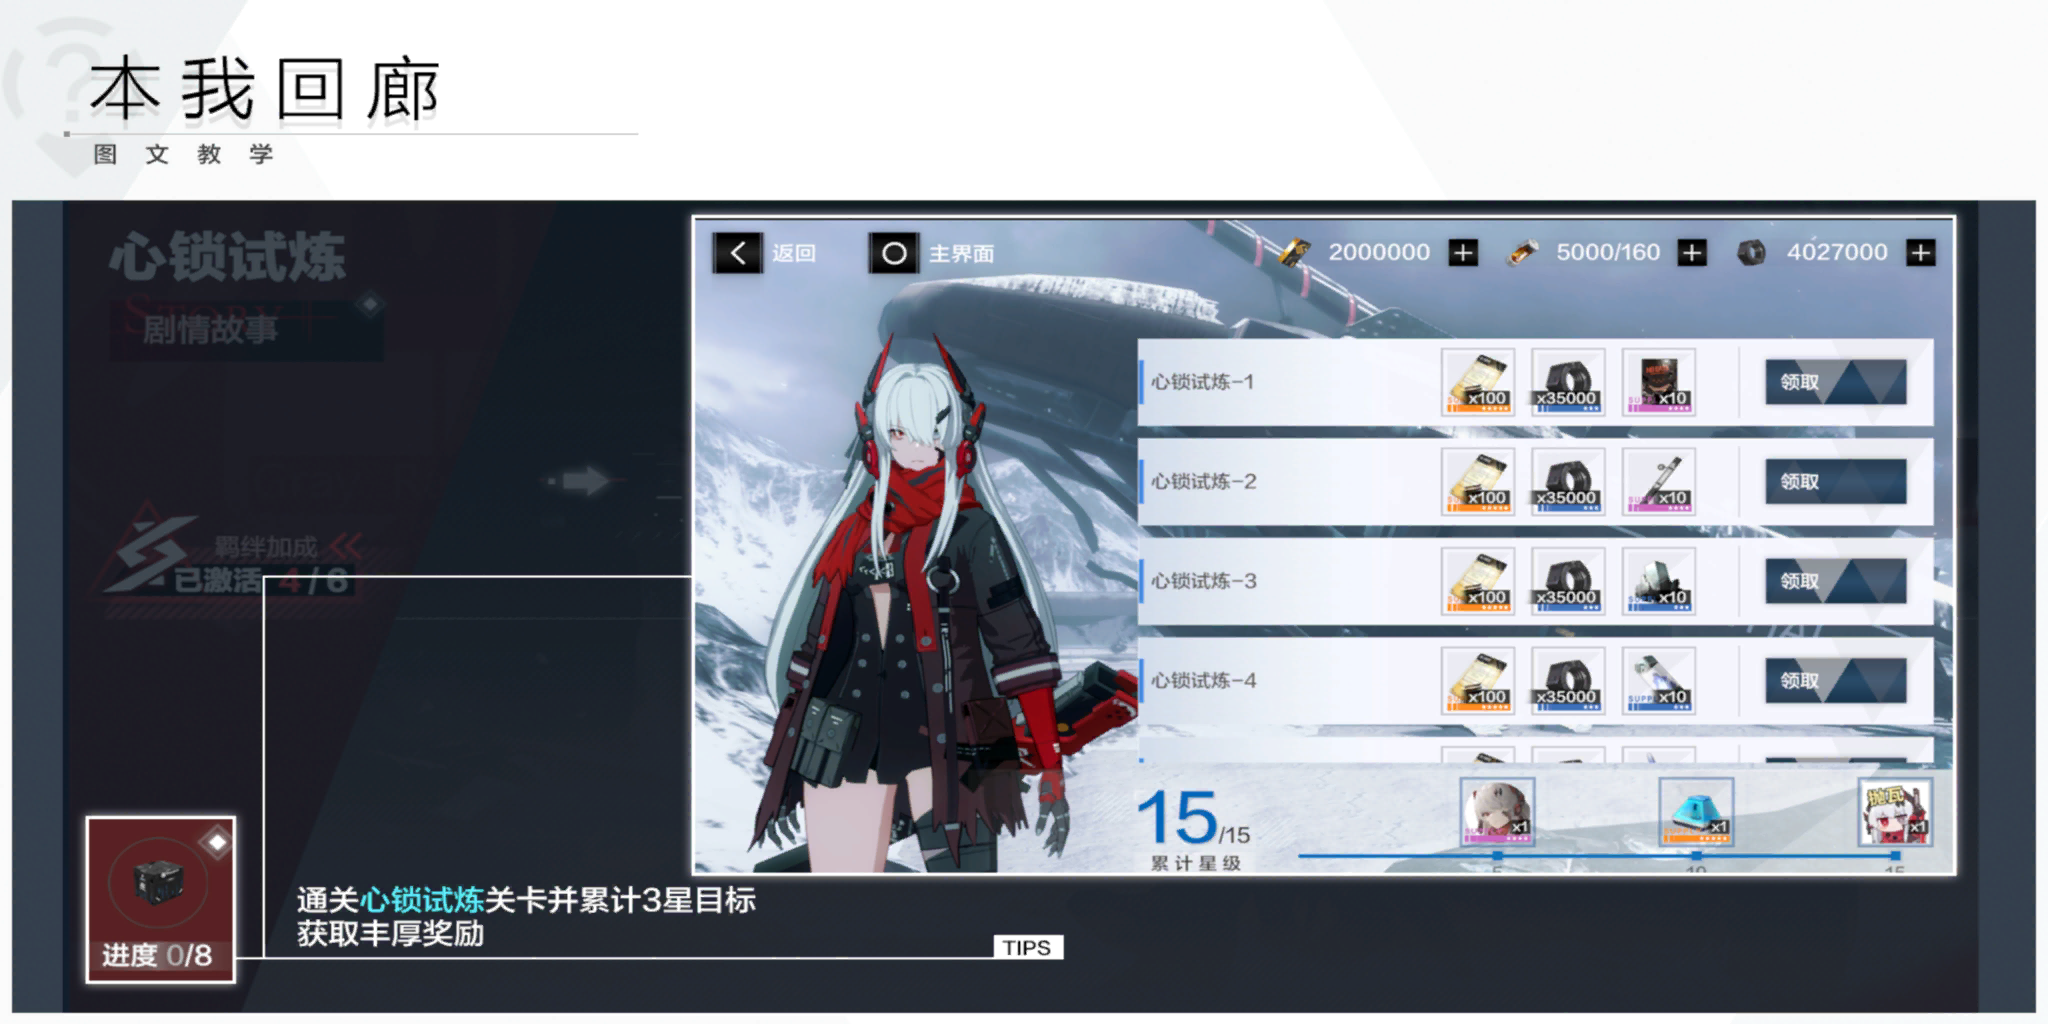 本我回廊
图文教学
心锁试炼
剧情故事
羁绊加成
已激活 4/6
进度 0/8
返回
主界面
2000000
5000/160
4027000
心锁试炼-1
x100
x35000
x10
领取
心锁试炼-2
x100
x35000
x10
领取
心锁试炼-3
x100
x35000
x10
领取
心锁试炼-4
x100
x35000
x10
领取
15/15
累计星级
x1
x1
抛瓦
x1
5
10
15
通关心锁试炼关卡并累计3星目标
获取丰厚奖励
TIPS